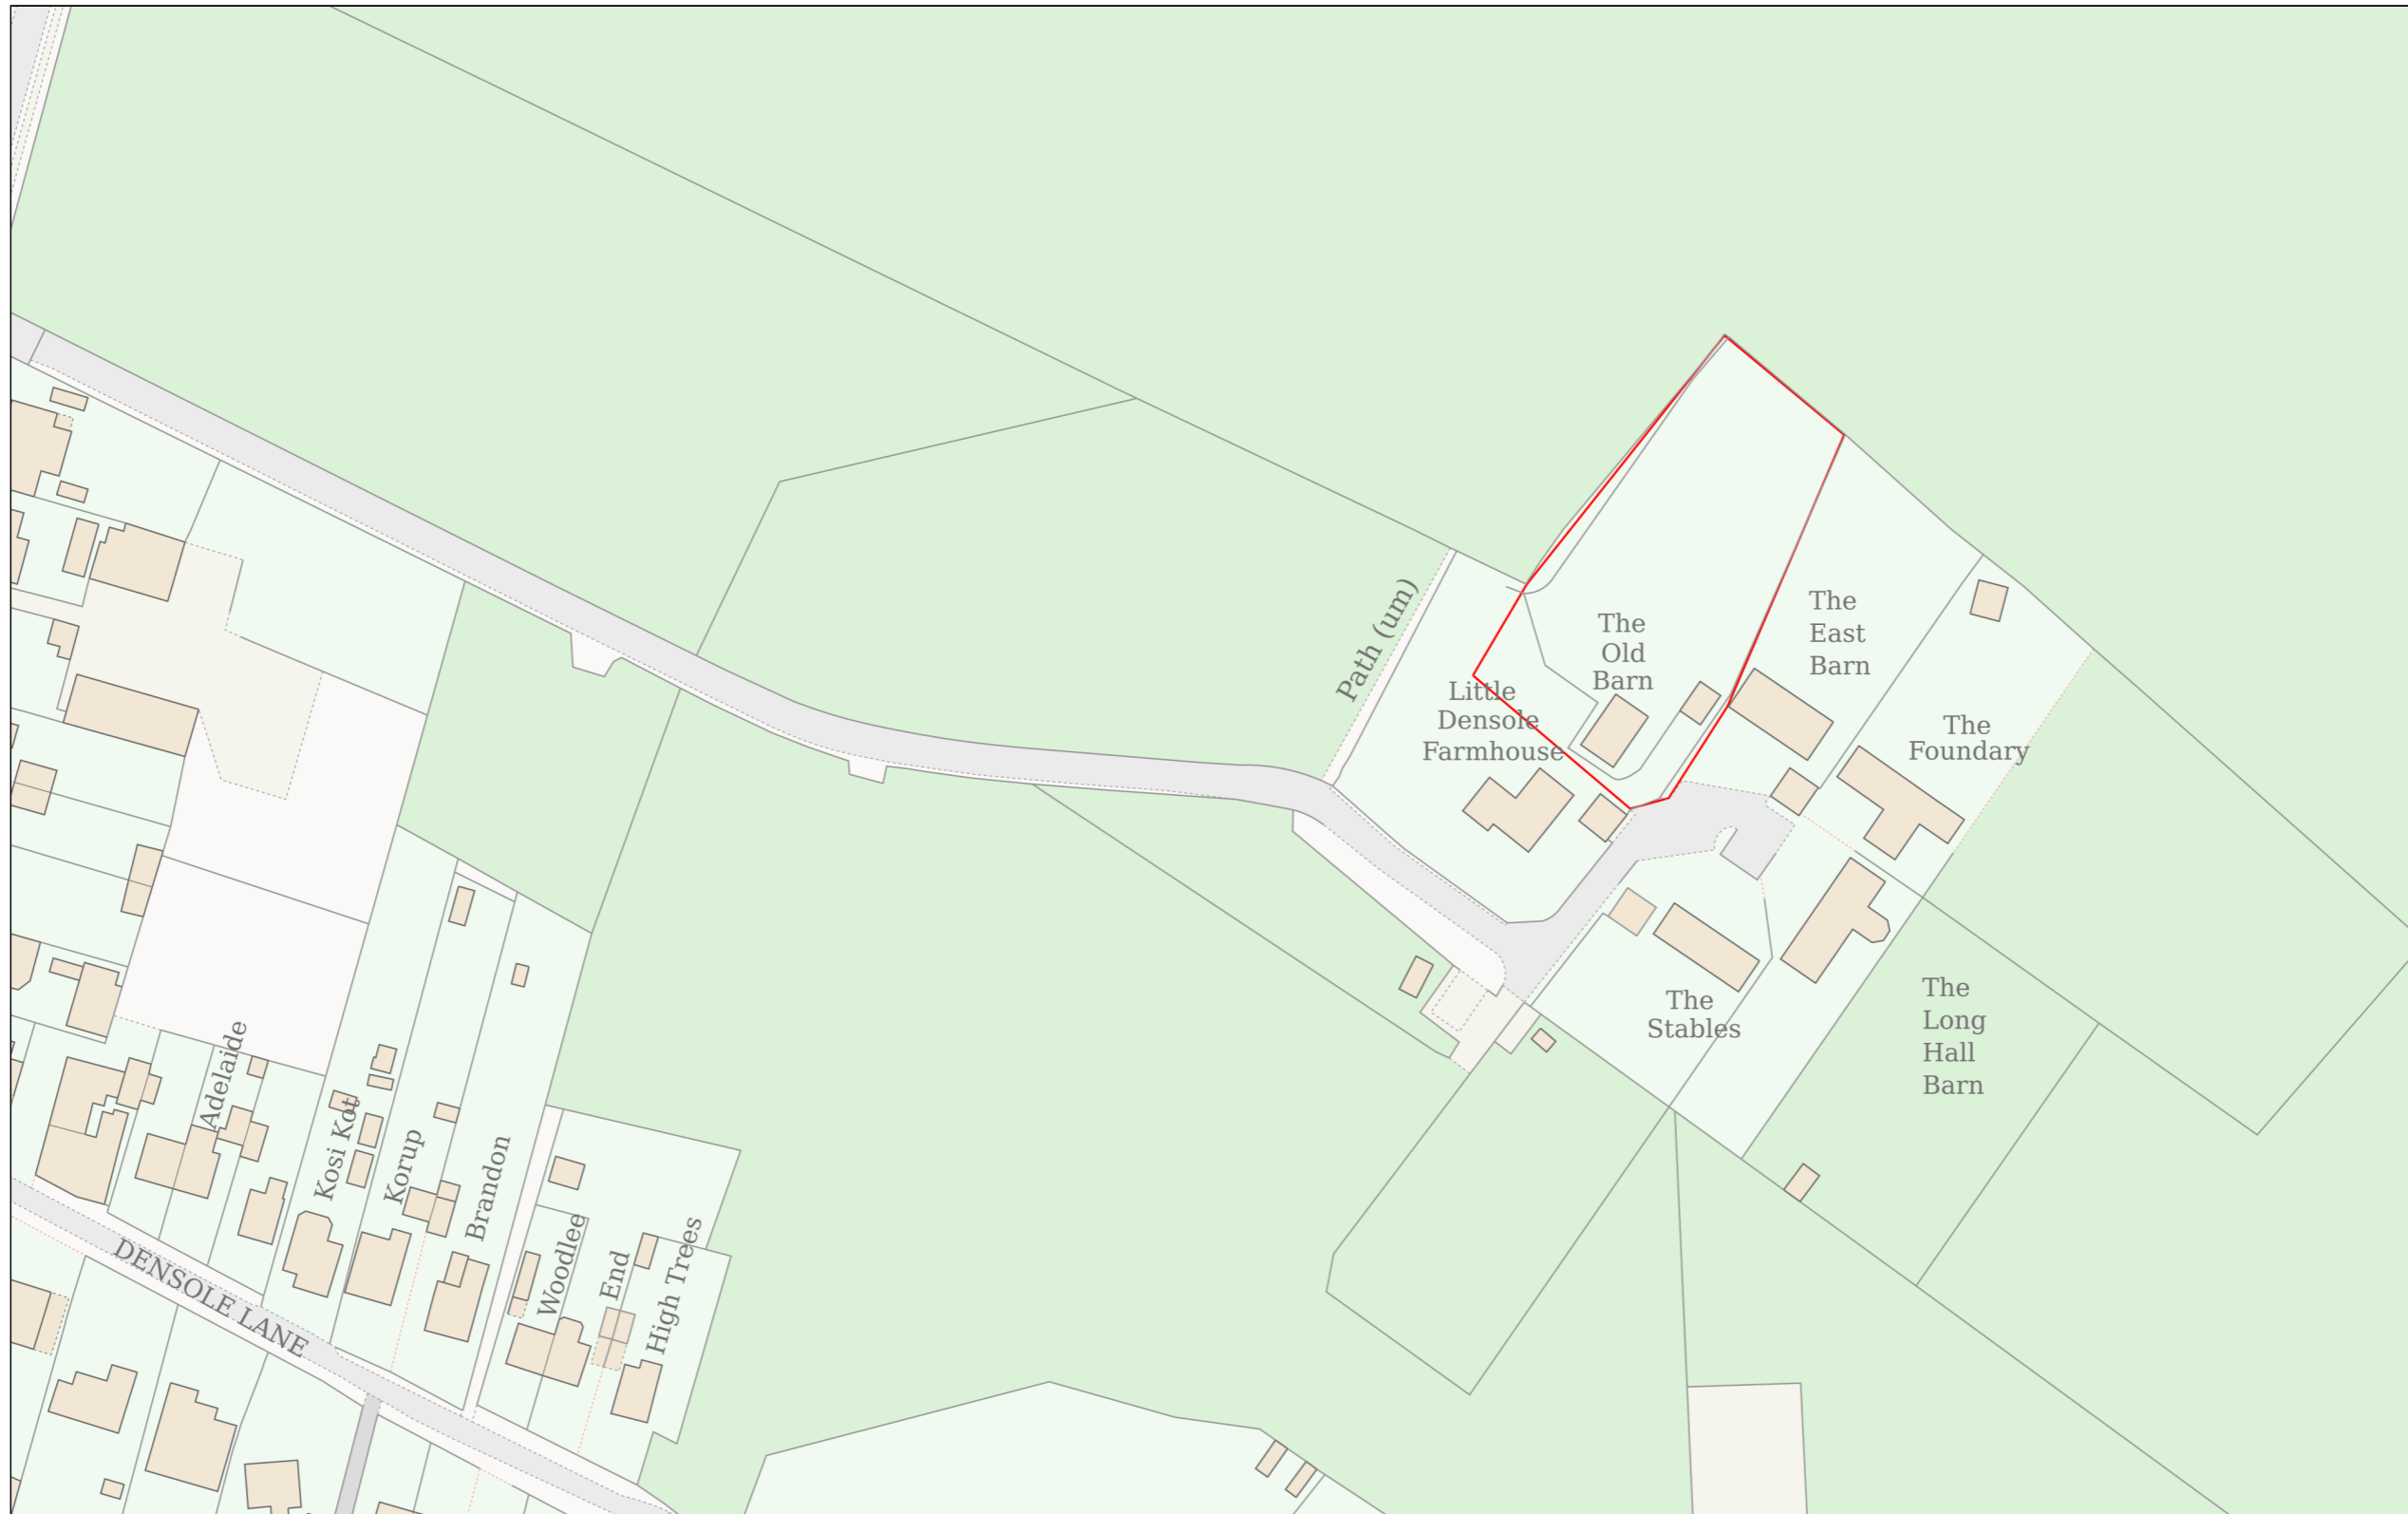 Path (um)
The
Old
Barn
The
East
Barn
Little
Densole
Farmhouse
The
Foundary
The
Stables
The
Long
Hall
Barn
Adelaide
Kosi Kot
Korup
Brandon
Woodlee
End
High Trees
DENSOLE LANE